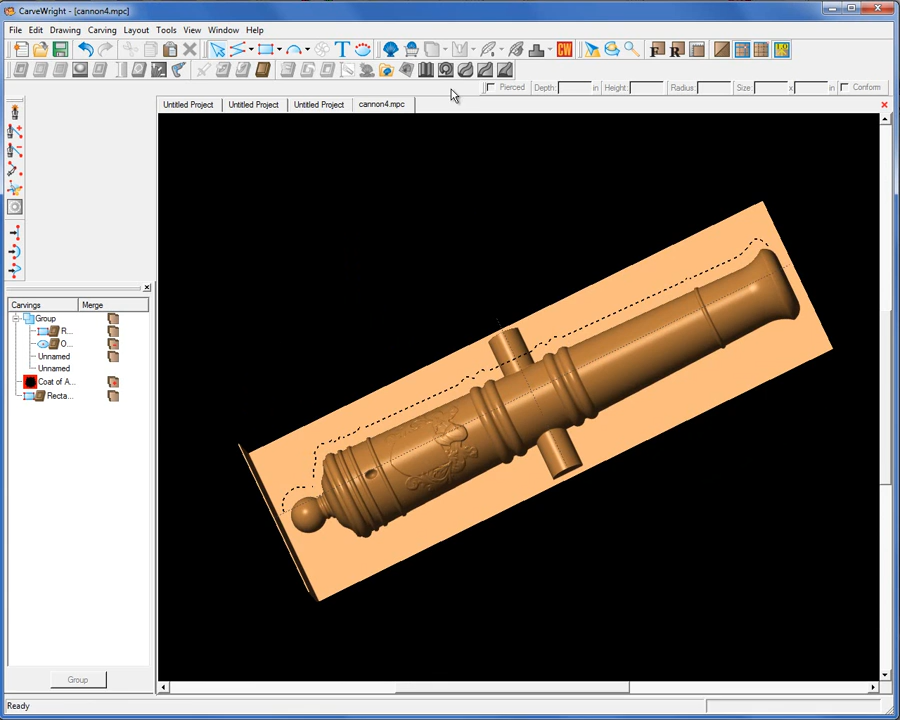 CarveWright - [cannon4.mpc]
File Edit Drawing Carving Layout Tools View Window Help
T CW F R
Pierced Depth: in Height: Radius: Size: x in Conform
Untitled Project Untitled Project Untitled Project cannon4.mpc
Carvings Merge
Group
R...
O...
Unnamed
Unnamed
Coat of A...
Recta...
Group
Ready